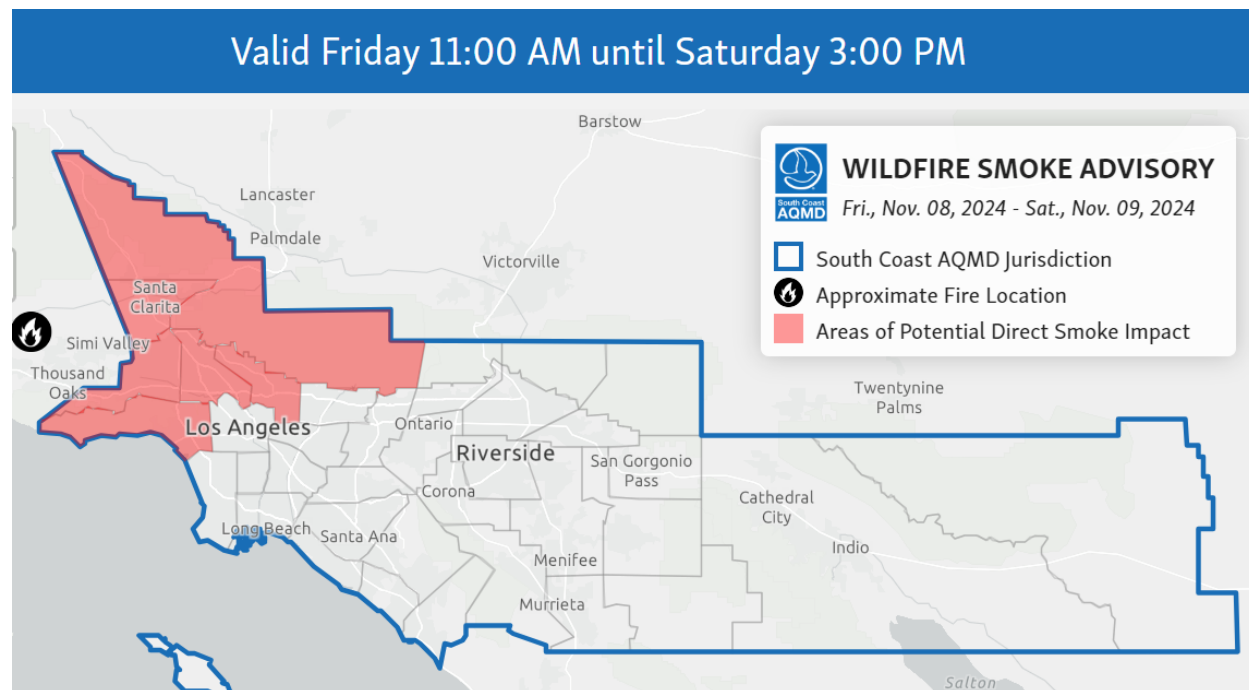 Valid Friday 11:00 AM until Saturday 3:00 PM
Barstow
WILDFIRE SMOKE ADVISORY
South Coast
AQMD
Fri., Nov. 08, 2024 - Sat., Nov. 09, 2024
South Coast AQMD Jurisdiction
Approximate Fire Location
Areas of Potential Direct Smoke Impact
Lancaster
Palmdale
Victorville
Santa
Clarita
Simi Valley
Thousand
Oaks
Twentynine
Palms
Los Angeles
Ontario
Riverside
San Gorgonio
Pass
Corona
Cathedral
City
Long Beach
Santa Ana
Indio
Menifee
Murrieta
Salton